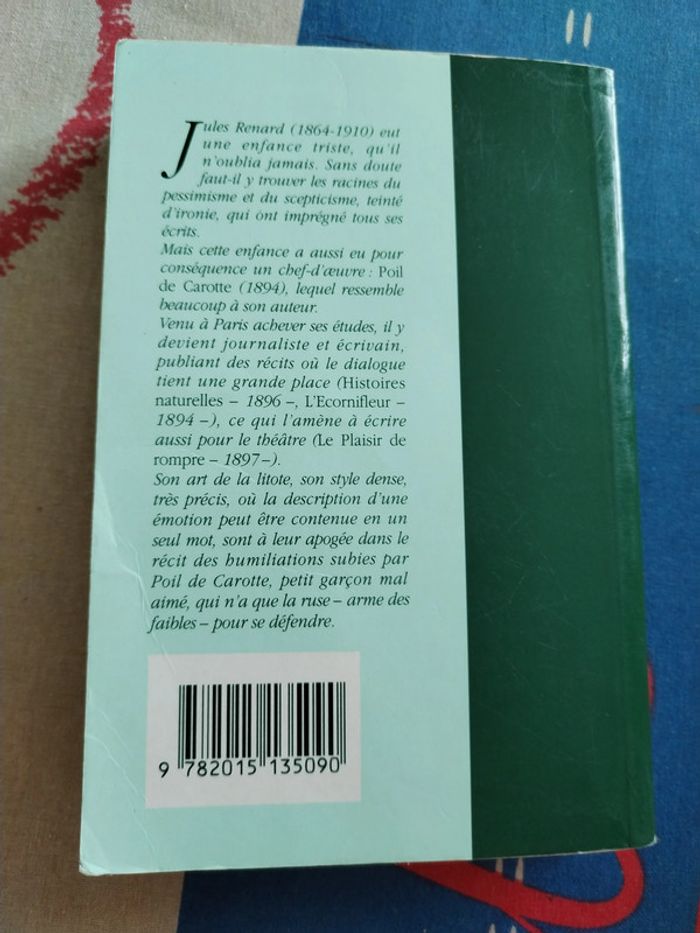 Jules Renard (1864-1910) eut
une enfance triste, qu'il
n'oublia jamais. Sans doute
faut-il y trouver les racines du
pessimisme et du scepticisme, teinté
d'ironie, qui ont imprégné tous ses
écrits.
Mais cette enfance a aussi eu pour
conséquence un chef-d'œuvre : Poil
de Carotte (1894), lequel ressemble
beaucoup à son auteur.
Venu à Paris achever ses études, il y
devient journaliste et écrivain,
publiant des récits où le dialogue
tient une grande place (Histoires
naturelles – 1896 –, L'Ecornifleur –
1894 –), ce qui l'amène à écrire
aussi pour le théâtre (Le Plaisir de
rompre – 1897–).
Son art de la litote, son style dense,
très précis, où la description d'une
émotion peut être contenue en un
seul mot, sont à leur apogée dans le
récit des humiliations subies par
Poil de Carotte, petit garçon mal
aimé, qui n'a que la ruse – arme des
faibles – pour se défendre.
9 782015 135090